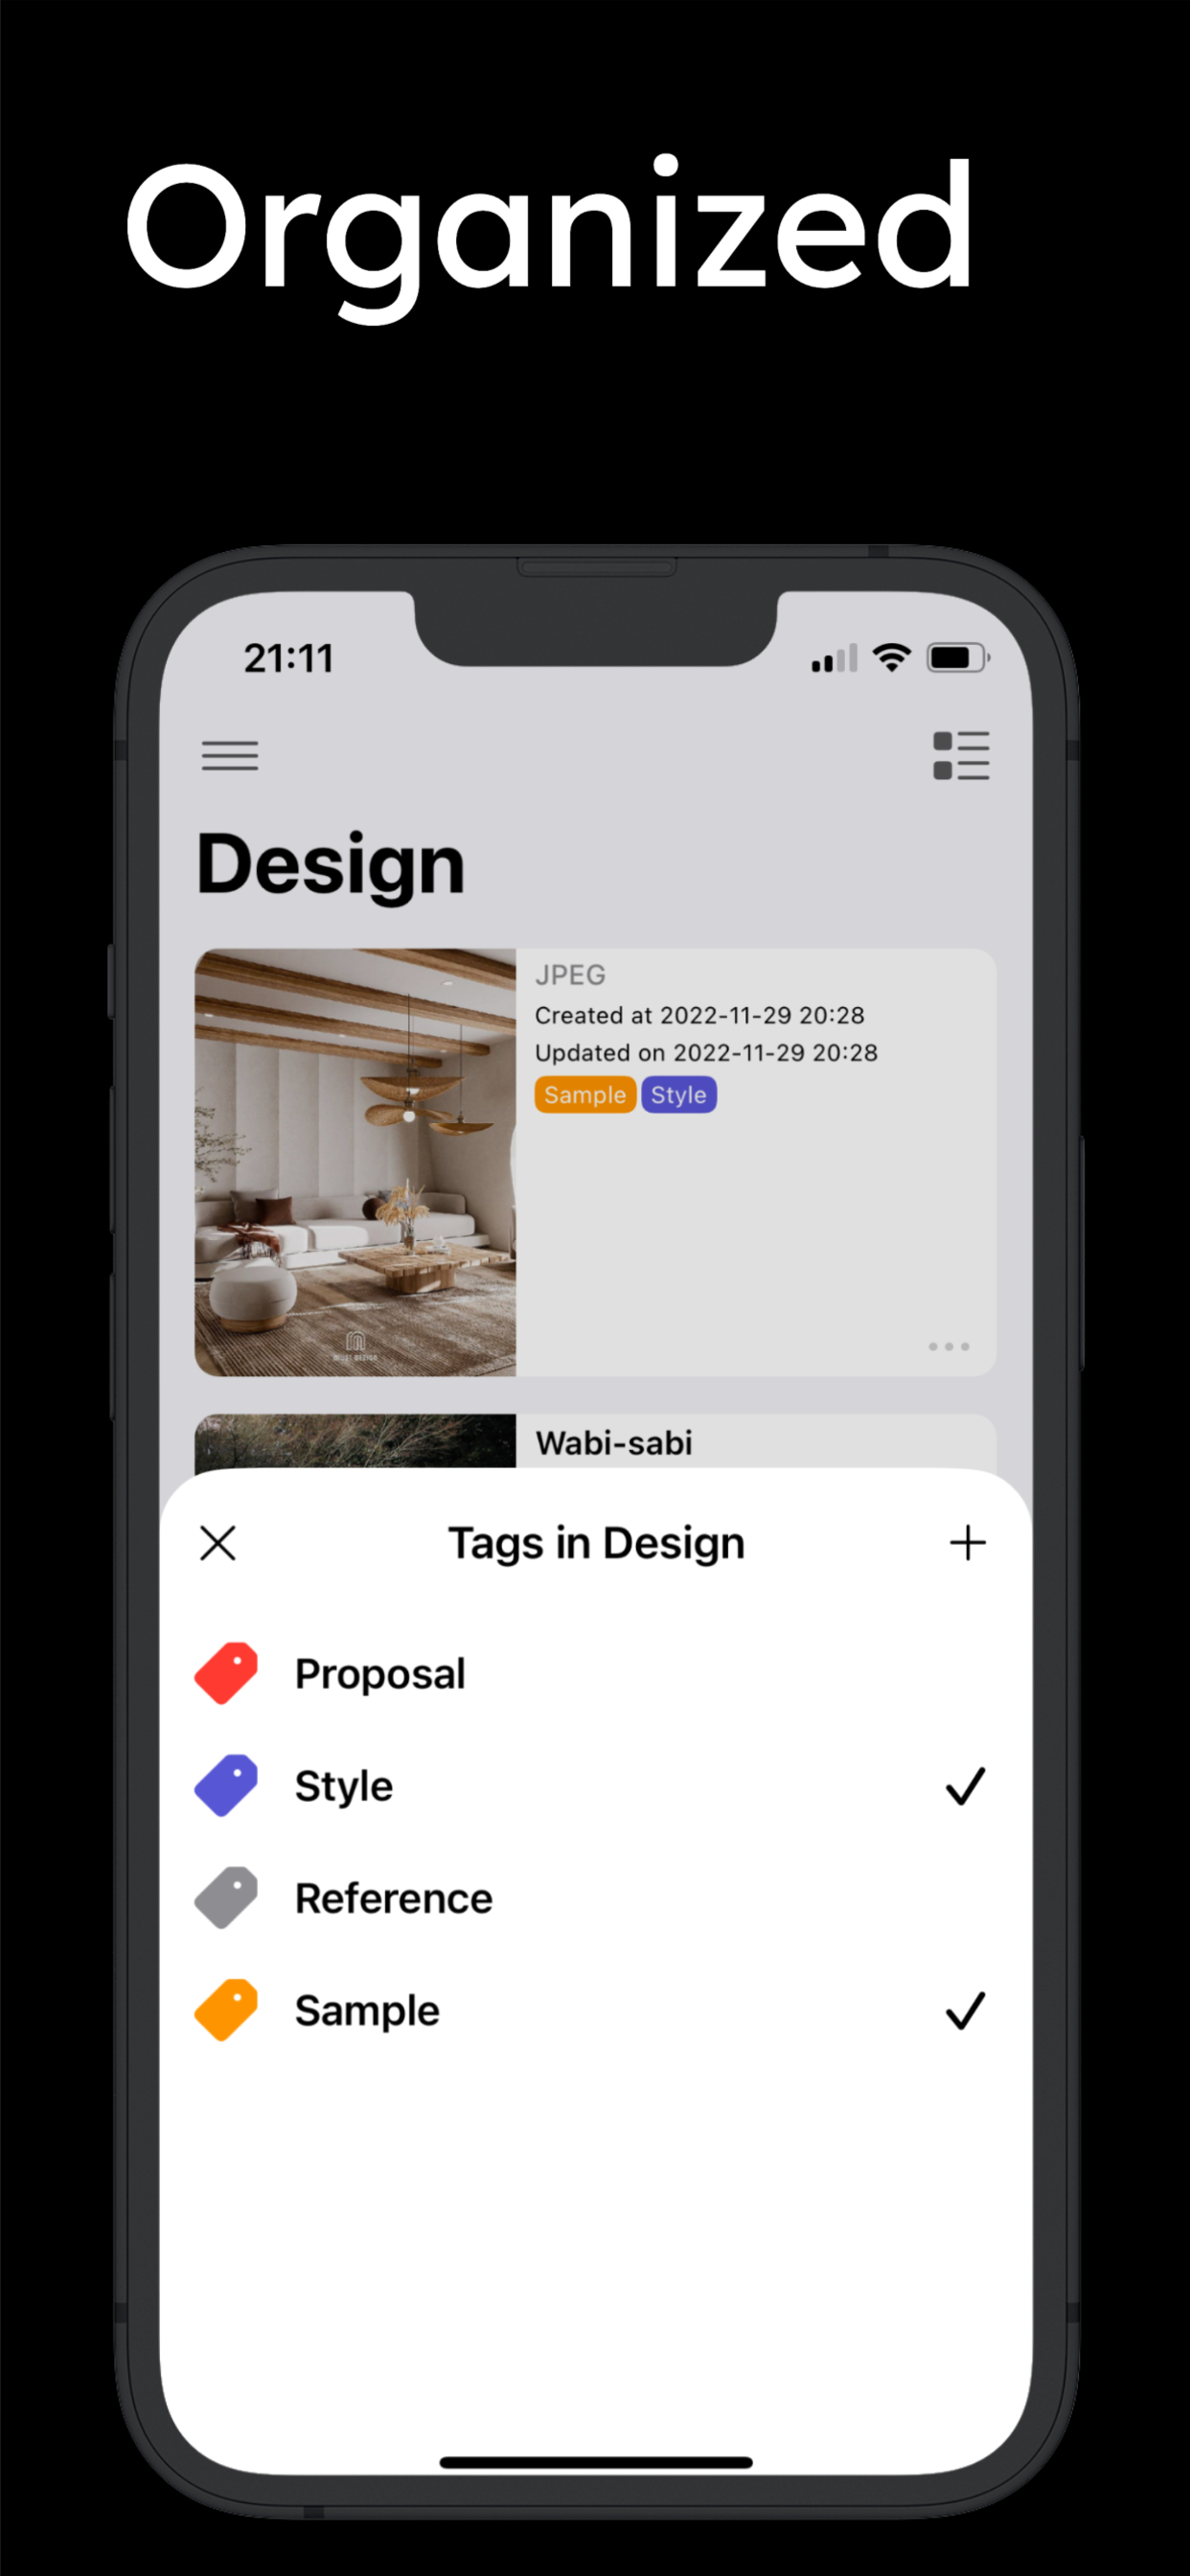 Organized
21:11
Design
JPEG
Created at 2022-11-29 20:28
Updated on 2022-11-29 20:28
Sample Style
Wabi-sabi
Tags in Design
Proposal
Style
Reference
Sample